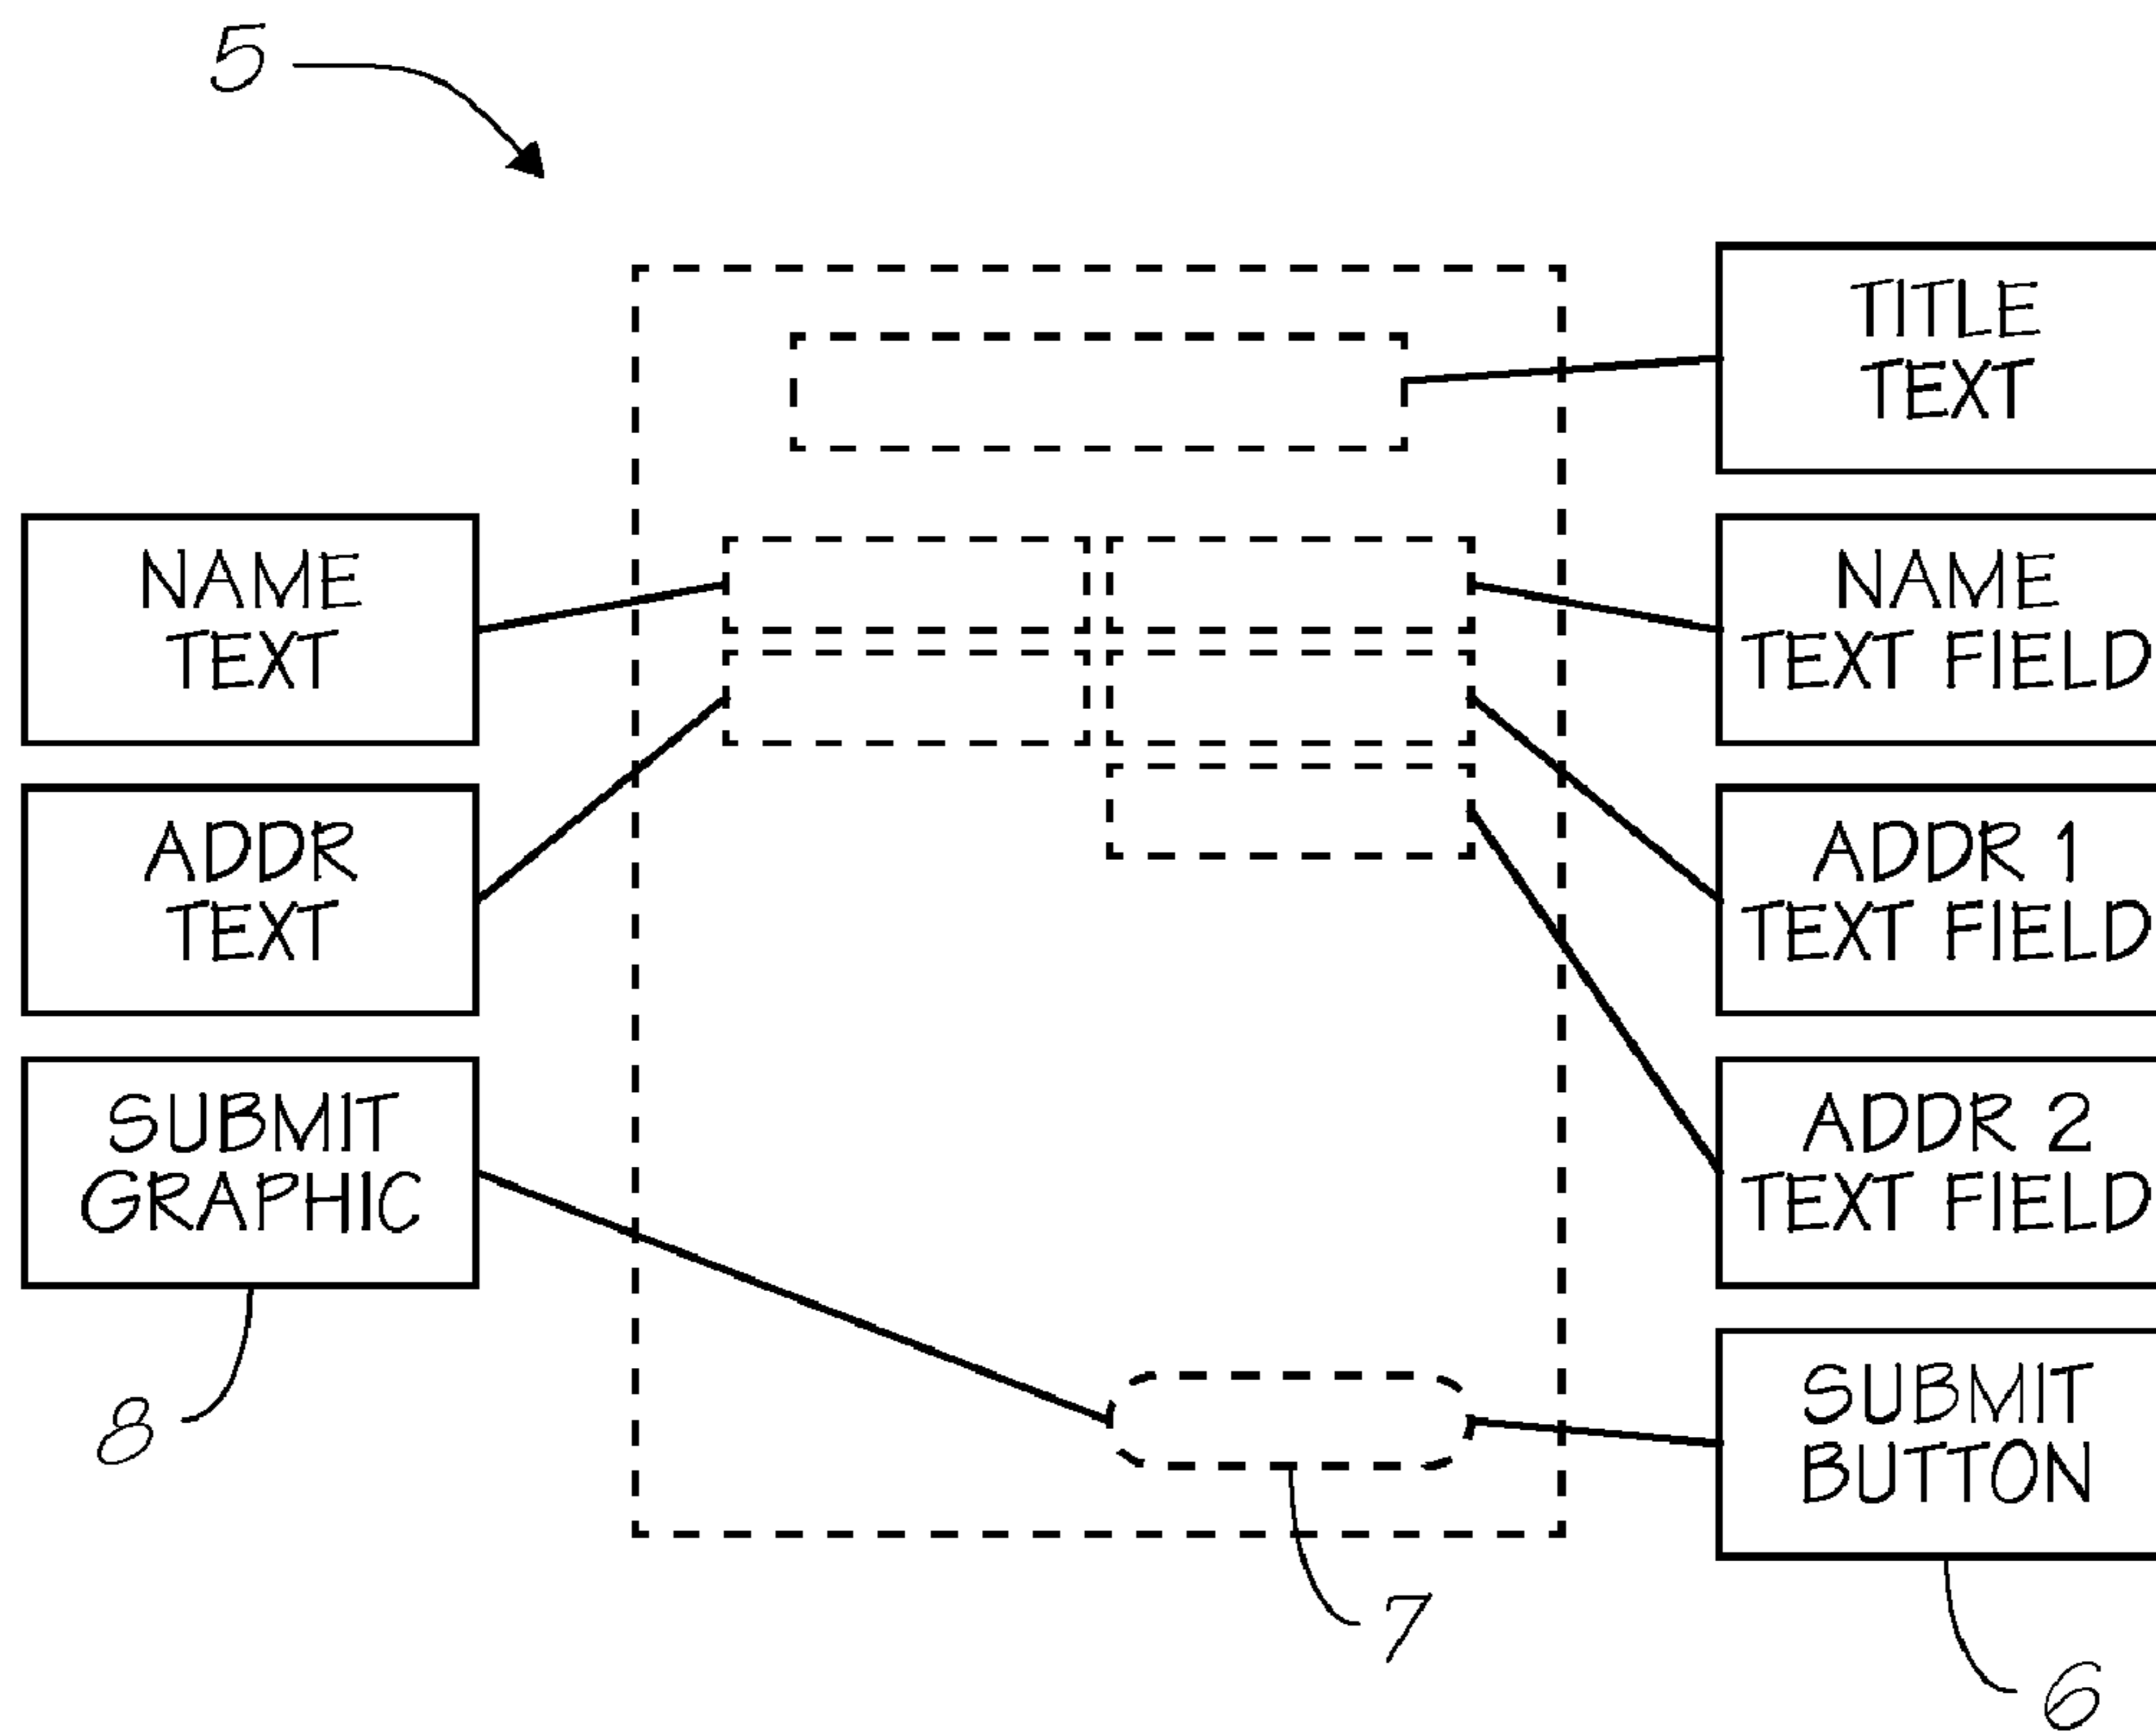 5
TITLE
TEXT
NAME
TEXT
NAME
TEXT FIELD
ADDR
TEXT
ADDR 1
TEXT FIELD
SUBMIT
GRAPHIC
ADDR 2
TEXT FIELD
SUBMIT
BUTTON
8
7
6